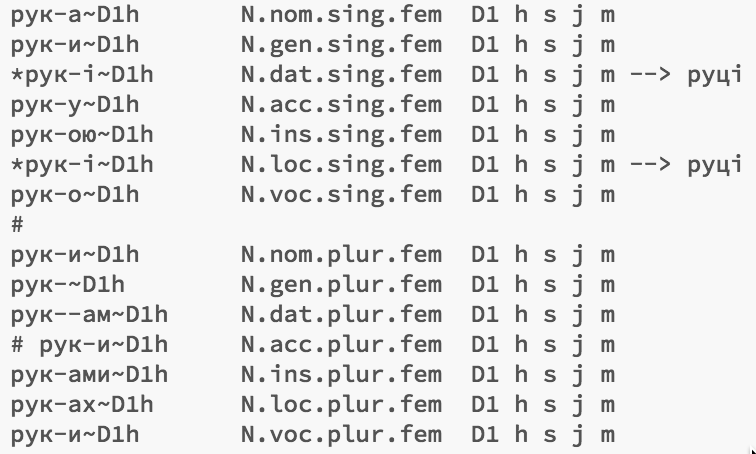 рук-а~D1h N.nom.sing.fem D1 h s j m
рук-и~D1h N.gen.sing.fem D1 h s j m
*рук-і~D1h N.dat.sing.fem D1 h s j m --> руці
рук-у~D1h N.acc.sing.fem D1 h s j m
рук-ою~D1h N.ins.sing.fem D1 h s j m
*рук-і~D1h N.loc.sing.fem D1 h s j m --> руці
рук-о~D1h N.voc.sing.fem D1 h s j m
#
рук-и~D1h N.nom.plur.fem D1 h s j m
рук-~D1h N.gen.plur.fem D1 h s j m
рук--ам~D1h N.dat.plur.fem D1 h s j m
# рук-и~D1h N.acc.plur.fem D1 h s j m
рук-ами~D1h N.ins.plur.fem D1 h s j m
рук-ах~D1h N.loc.plur.fem D1 h s j m
рук-и~D1h N.voc.plur.fem D1 h s j m